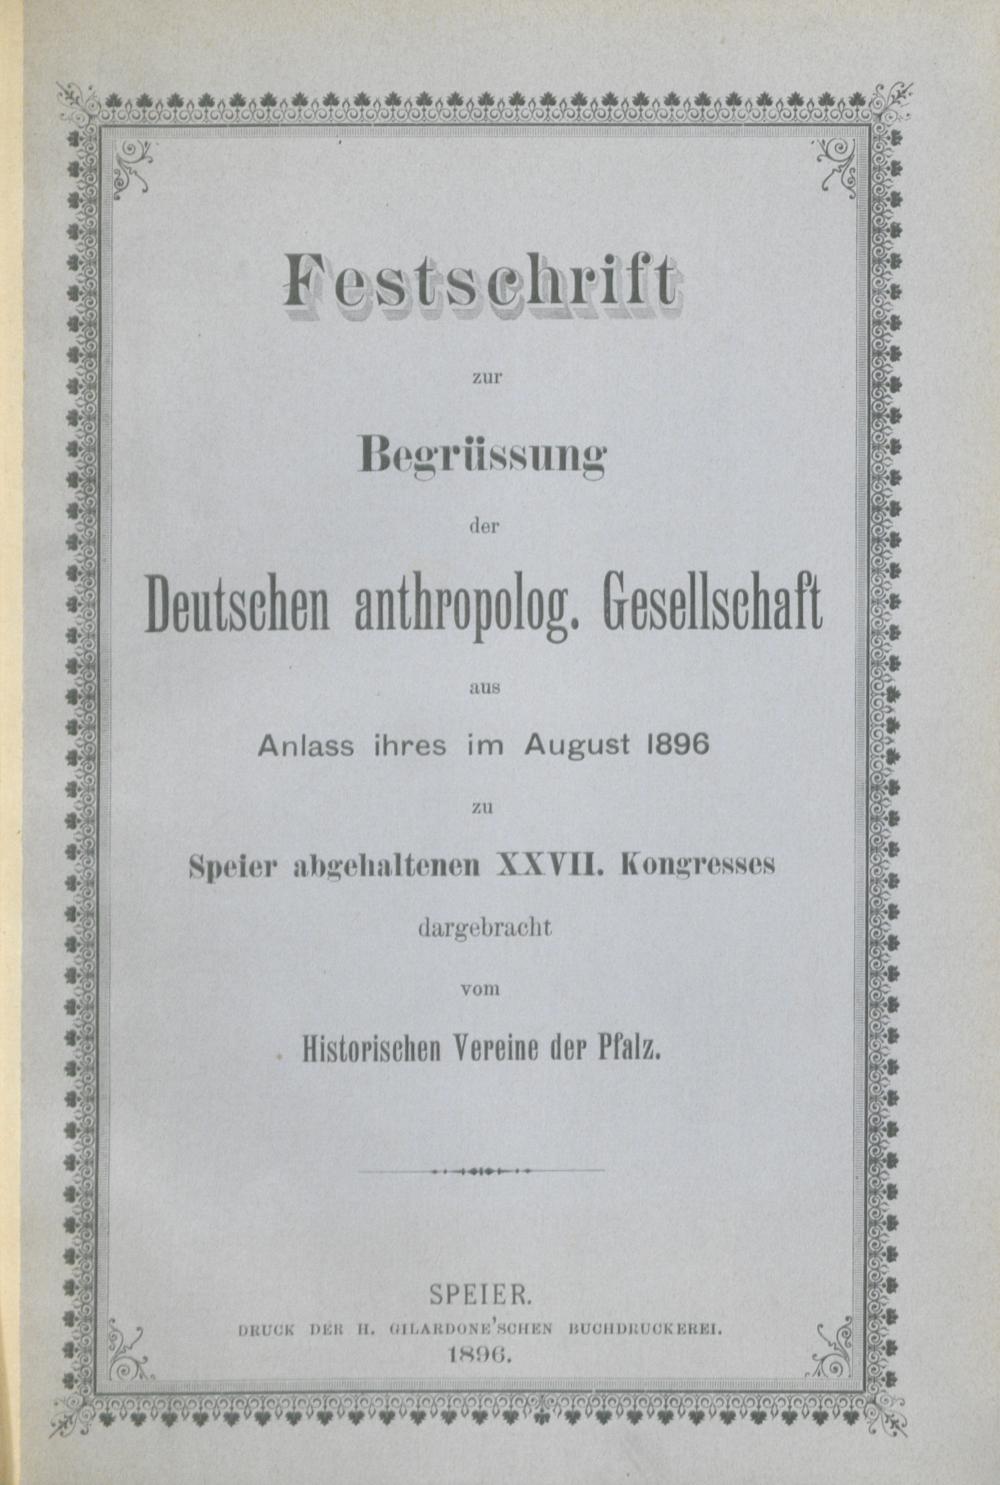 Festschrift
zur
Begrüssung
der
Deutschen anthropolog. Gesellschaft
aus
Anlass ihres im August 1896
zu
Speier abgehaltenen XXVII. Kongresses
dargebracht
vom
Historischen Vereine der Pfalz.
SPEIER.
DRUCK DER H. GILARDONE'SCHEN BUCHDRUCKEREI.
1896.